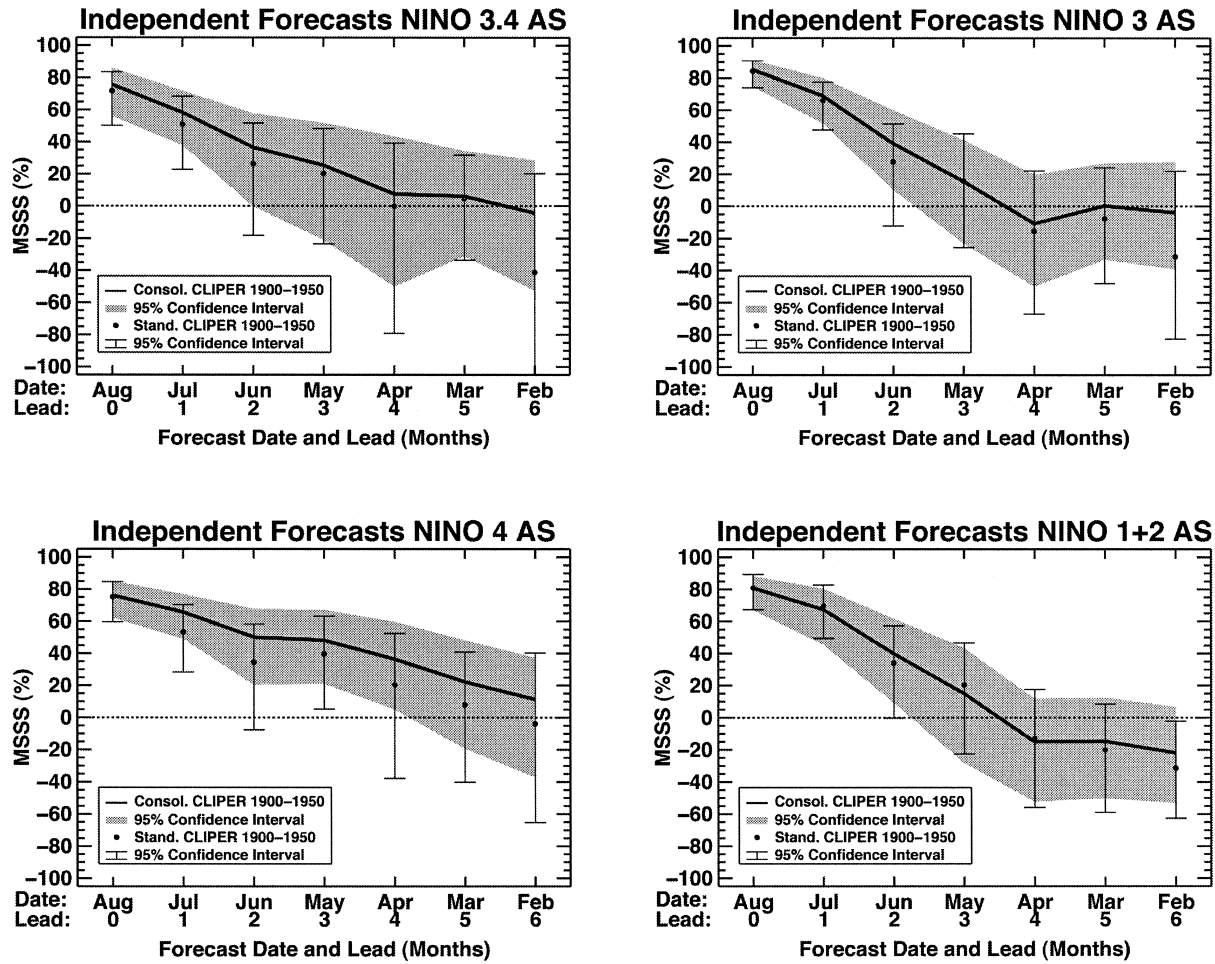 Independent Forecasts NINO 3.4 AS
MSSS (%)
100
80
60
40
20
0
−20
−40
−60
−80
−100
Consol. CLIPER 1900–1950
95% Confidence Interval
Stand. CLIPER 1900–1950
95% Confidence Interval
Date: Aug Jul Jun May Apr Mar Feb
Lead: 0 1 2 3 4 5 6
Forecast Date and Lead (Months)
Independent Forecasts NINO 3 AS
MSSS (%)
100
80
60
40
20
0
−20
−40
−60
−80
−100
Consol. CLIPER 1900–1950
95% Confidence Interval
Stand. CLIPER 1900–1950
95% Confidence Interval
Date: Aug Jul Jun May Apr Mar Feb
Lead: 0 1 2 3 4 5 6
Forecast Date and Lead (Months)
Independent Forecasts NINO 4 AS
MSSS (%)
100
80
60
40
20
0
−20
−40
−60
−80
−100
Consol. CLIPER 1900–1950
95% Confidence Interval
Stand. CLIPER 1900–1950
95% Confidence Interval
Date: Aug Jul Jun May Apr Mar Feb
Lead: 0 1 2 3 4 5 6
Forecast Date and Lead (Months)
Independent Forecasts NINO 1+2 AS
MSSS (%)
100
80
60
40
20
0
−20
−40
−60
−80
−100
Consol. CLIPER 1900–1950
95% Confidence Interval
Stand. CLIPER 1900–1950
95% Confidence Interval
Date: Aug Jul Jun May Apr Mar Feb
Lead: 0 1 2 3 4 5 6
Forecast Date and Lead (Months)